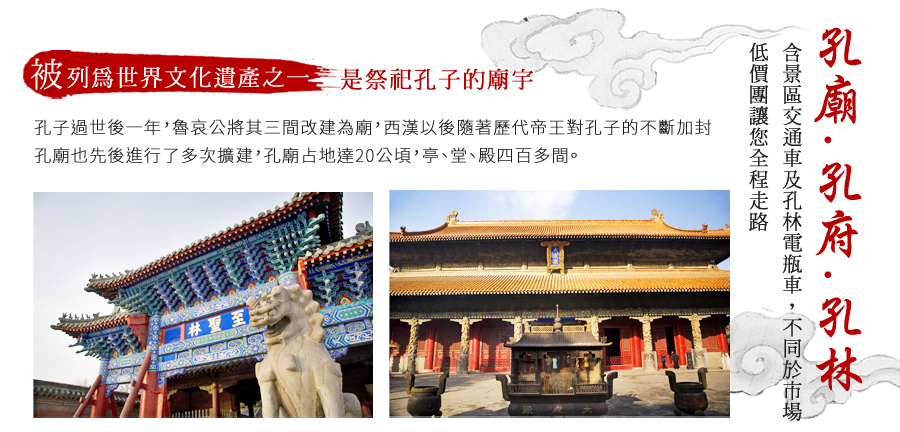 被列爲世界文化遺產之一 是祭祀孔子的廟宇
孔子過世後一年，魯哀公將其三間改建為廟，西漢以後隨著歷代帝王對孔子的不斷加封
孔廟也先後進行了多次擴建，孔廟占地達20公頃，亭、堂、殿四百多間。
孔廟·孔府·孔林
含景區交通車及孔林電瓶車，不同於市場
低價團讓您全程走路
林聖至